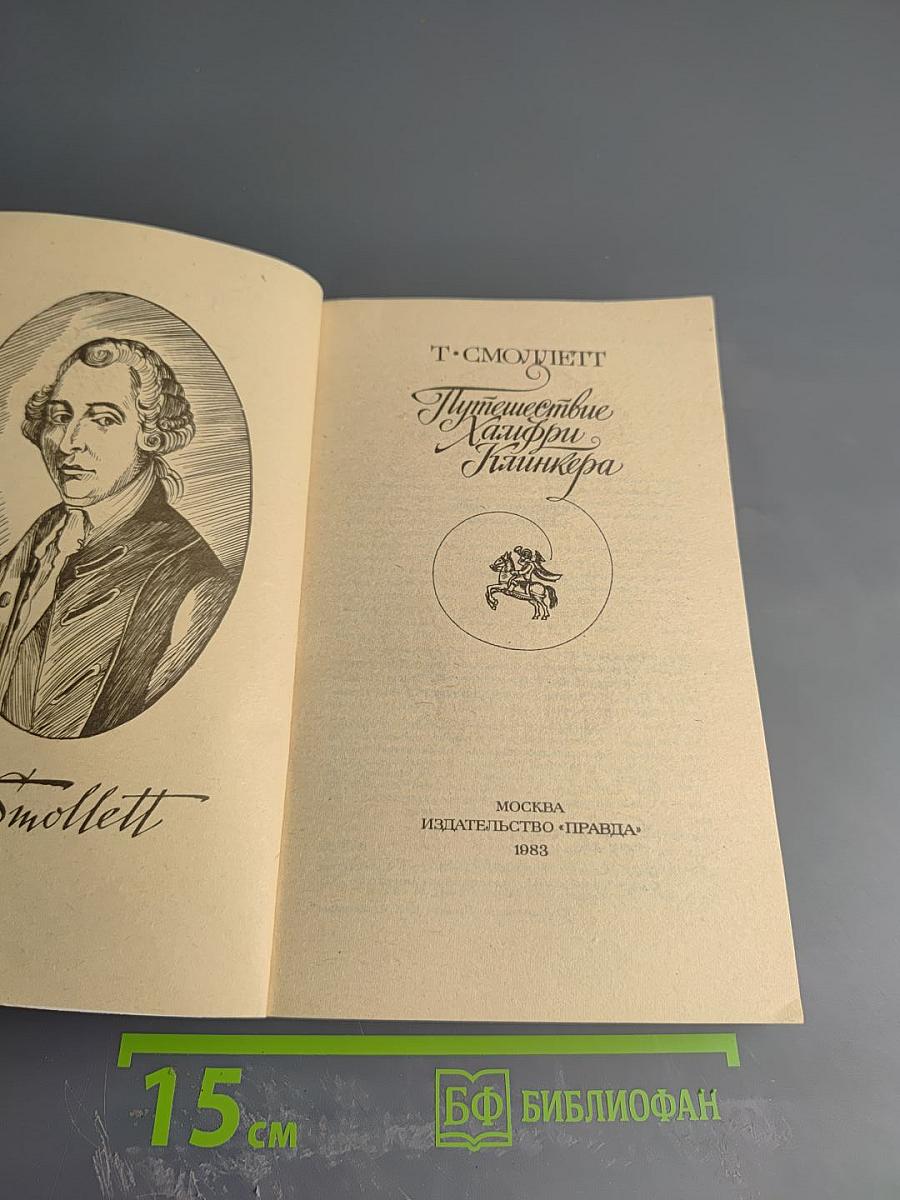 Smollett
Т · СМОЛЛЕТТ
Путешествие
Хамфри
Клинкера
МОСКВА
ИЗДАТЕЛЬСТВО «ПРАВДА»
1983
15 см
БФ БИБЛИОФАН